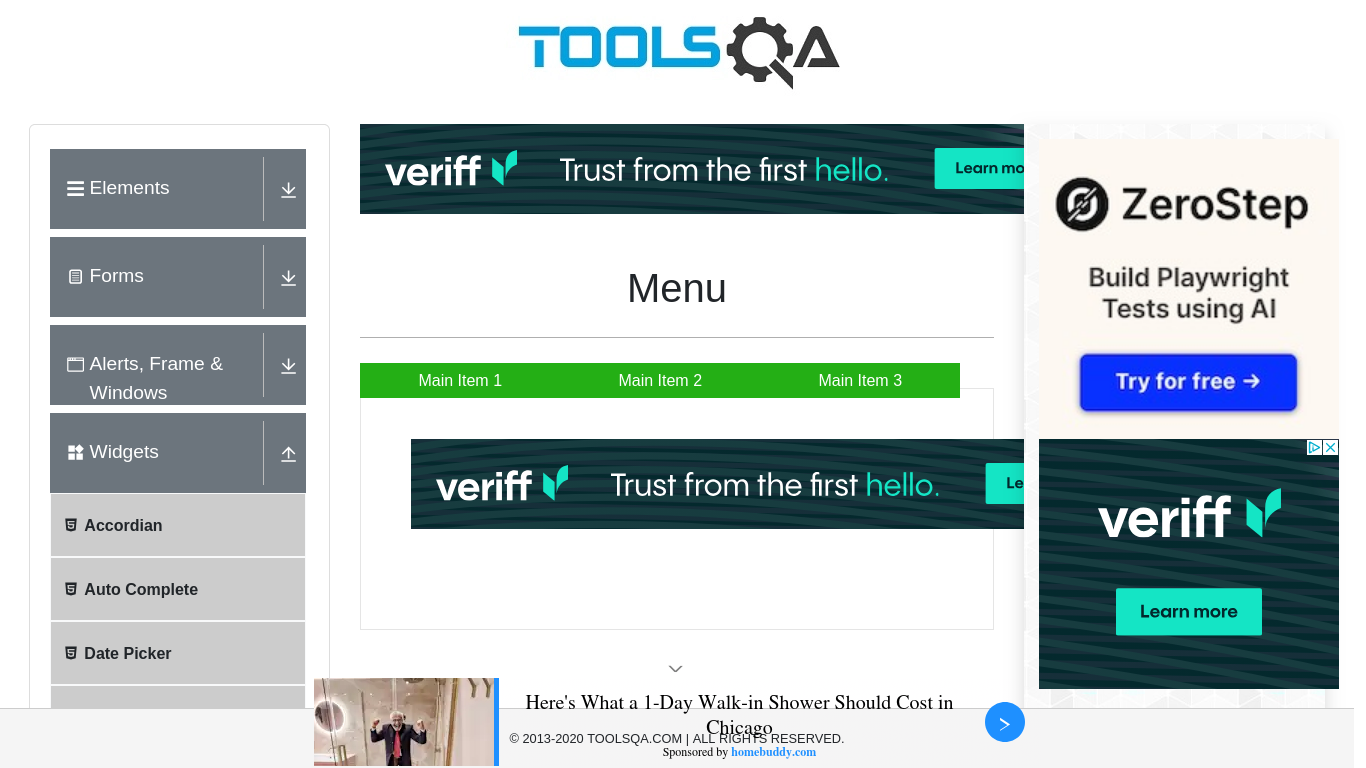 TOOLSQA
Elements
Forms
Alerts, Frame &
Windows
Widgets
Accordian
Auto Complete
Date Picker
veriff
Trust from the first hello.
Learn mo
Menu
Main Item 1
Main Item 2
Main Item 3
veriff
Trust from the first hello.
Le
ZeroStep
Build Playwright
Tests using AI
Try for free →
veriff
Learn more
Here's What a 1-Day Walk-in Shower Should Cost in
Chicago
© 2013-2020 TOOLSQA.COM | ALL RIGHTS RESERVED.
Sponsored by homebuddy.com